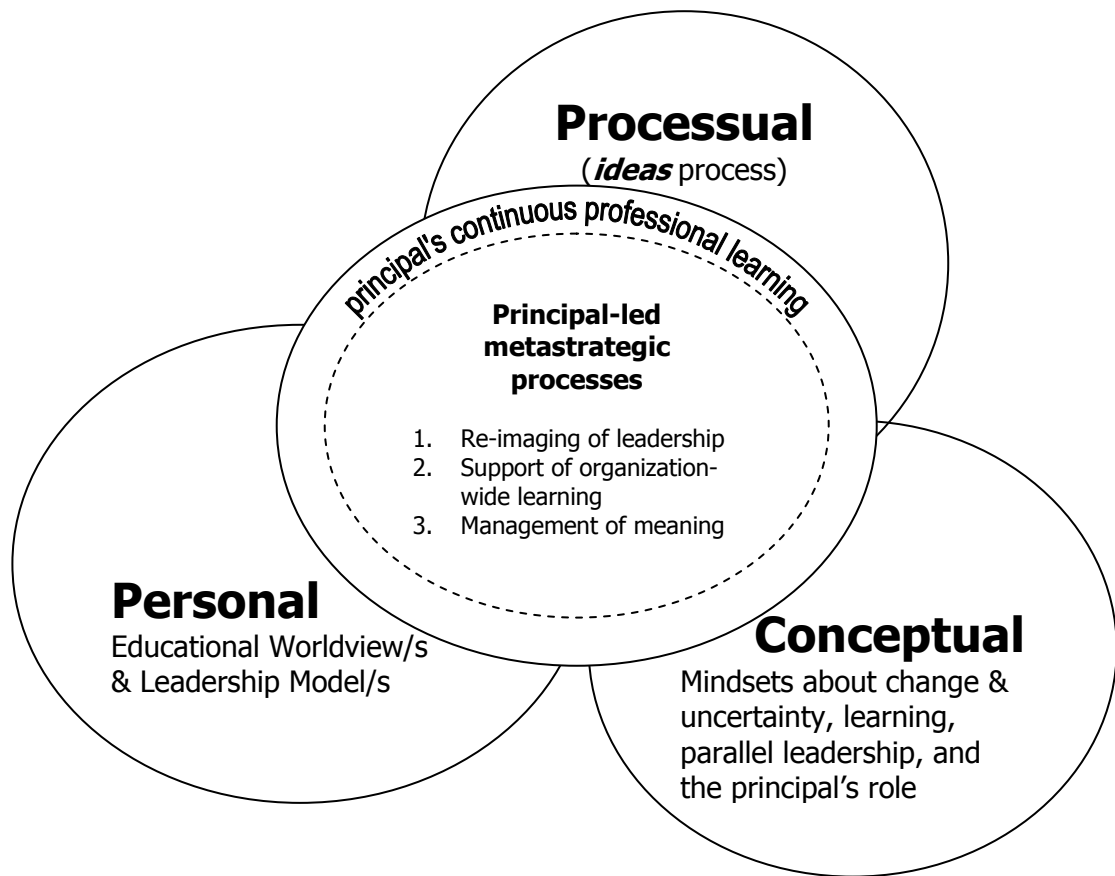 Processual
(ideas process)
principal's continuous professional learning
Principal-led
metastrategic
processes
1. Re-imaging of leadership
2. Support of organization-
wide learning
3. Management of meaning
Personal
Educational Worldview/s
& Leadership Model/s
Conceptual
Mindsets about change &
uncertainty, learning,
parallel leadership, and
the principal’s role